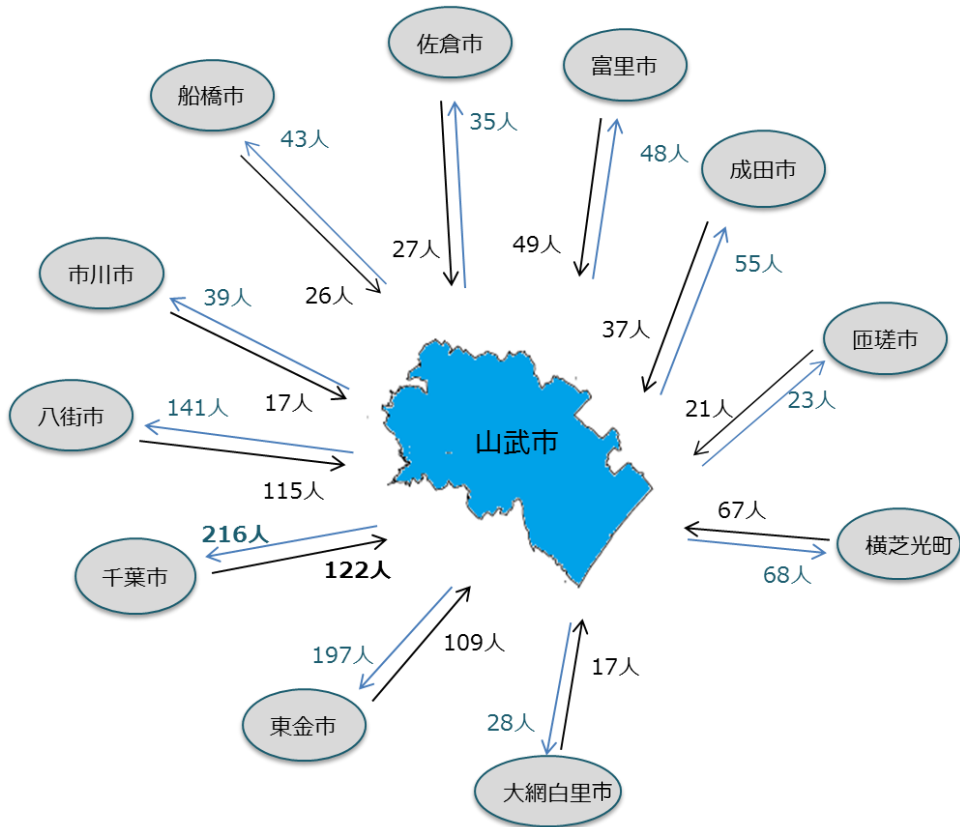 佐倉市
富里市
船橋市
43人
35人
48人
成田市
27人
49人
55人
市川市
39人
26人
37人
匝瑳市
17人
21人
23人
八街市
141人
山武市
115人
67人
216人
122人
横芝光町
千葉市
68人
197人
109人
17人
東金市
28人
大網白里市